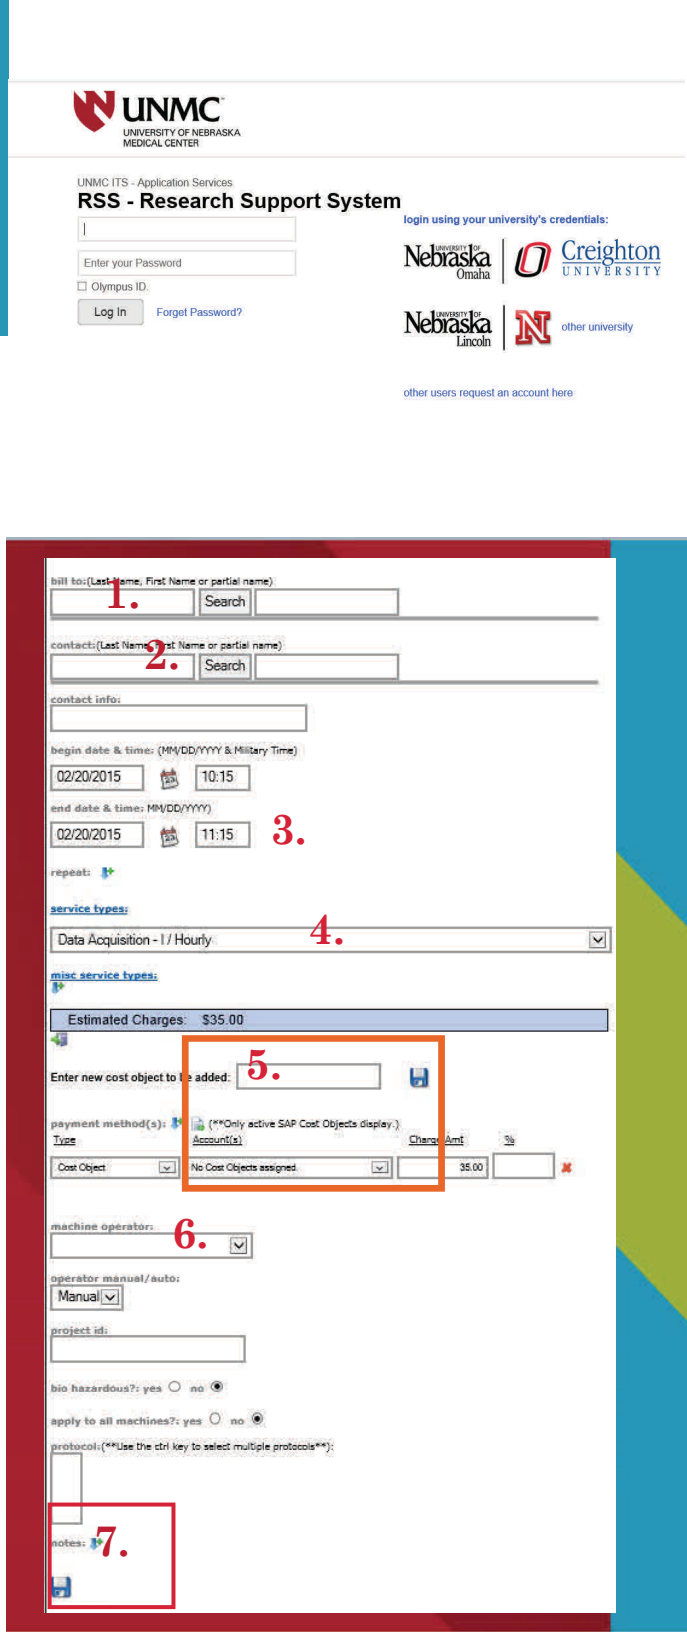 UNMC
UNIVERSITY OF NEBRASKA
MEDICAL CENTER
UNMC ITS - Application Services
RSS - Research Support System
Enter your Password
Olympus ID.
Log In Forget Password?
login using your university's credentials:
UNIVERSITY OF
Nebraska
Omaha
Creighton
UNIVERSITY
UNIVERSITY OF
Nebraska
Lincoln
N
other university
other users request an account here
bill to:(Last Name, First Name or partial name)
1.
Search
contact:(Last Name, First Name or partial name)
2.
Search
contact info:
begin date & time: (MM/DD/YYYY & Military Time)
02/20/2015 23 10:15
end date & time: MM/DD/YYYY)
02/20/2015 23 11:15
3.
repeat:
service types:
Data Acquisition - I / Hourly
4.
misc service types:
Estimated Charges: $35.00
Enter new cost object to be added:
5.
payment method(s): (**Only active SAP Cost Objects display.)
Type Account(s) Charge Amt %
Cost Object No Cost Objects assigned. 35.00
machine operator:
6.
operator manual/auto:
Manual
project id:
bio hazardous?: yes no
apply to all machines?: yes no
protocol:(**Use the ctrl key to select multiple protocols**):
notes:
7.